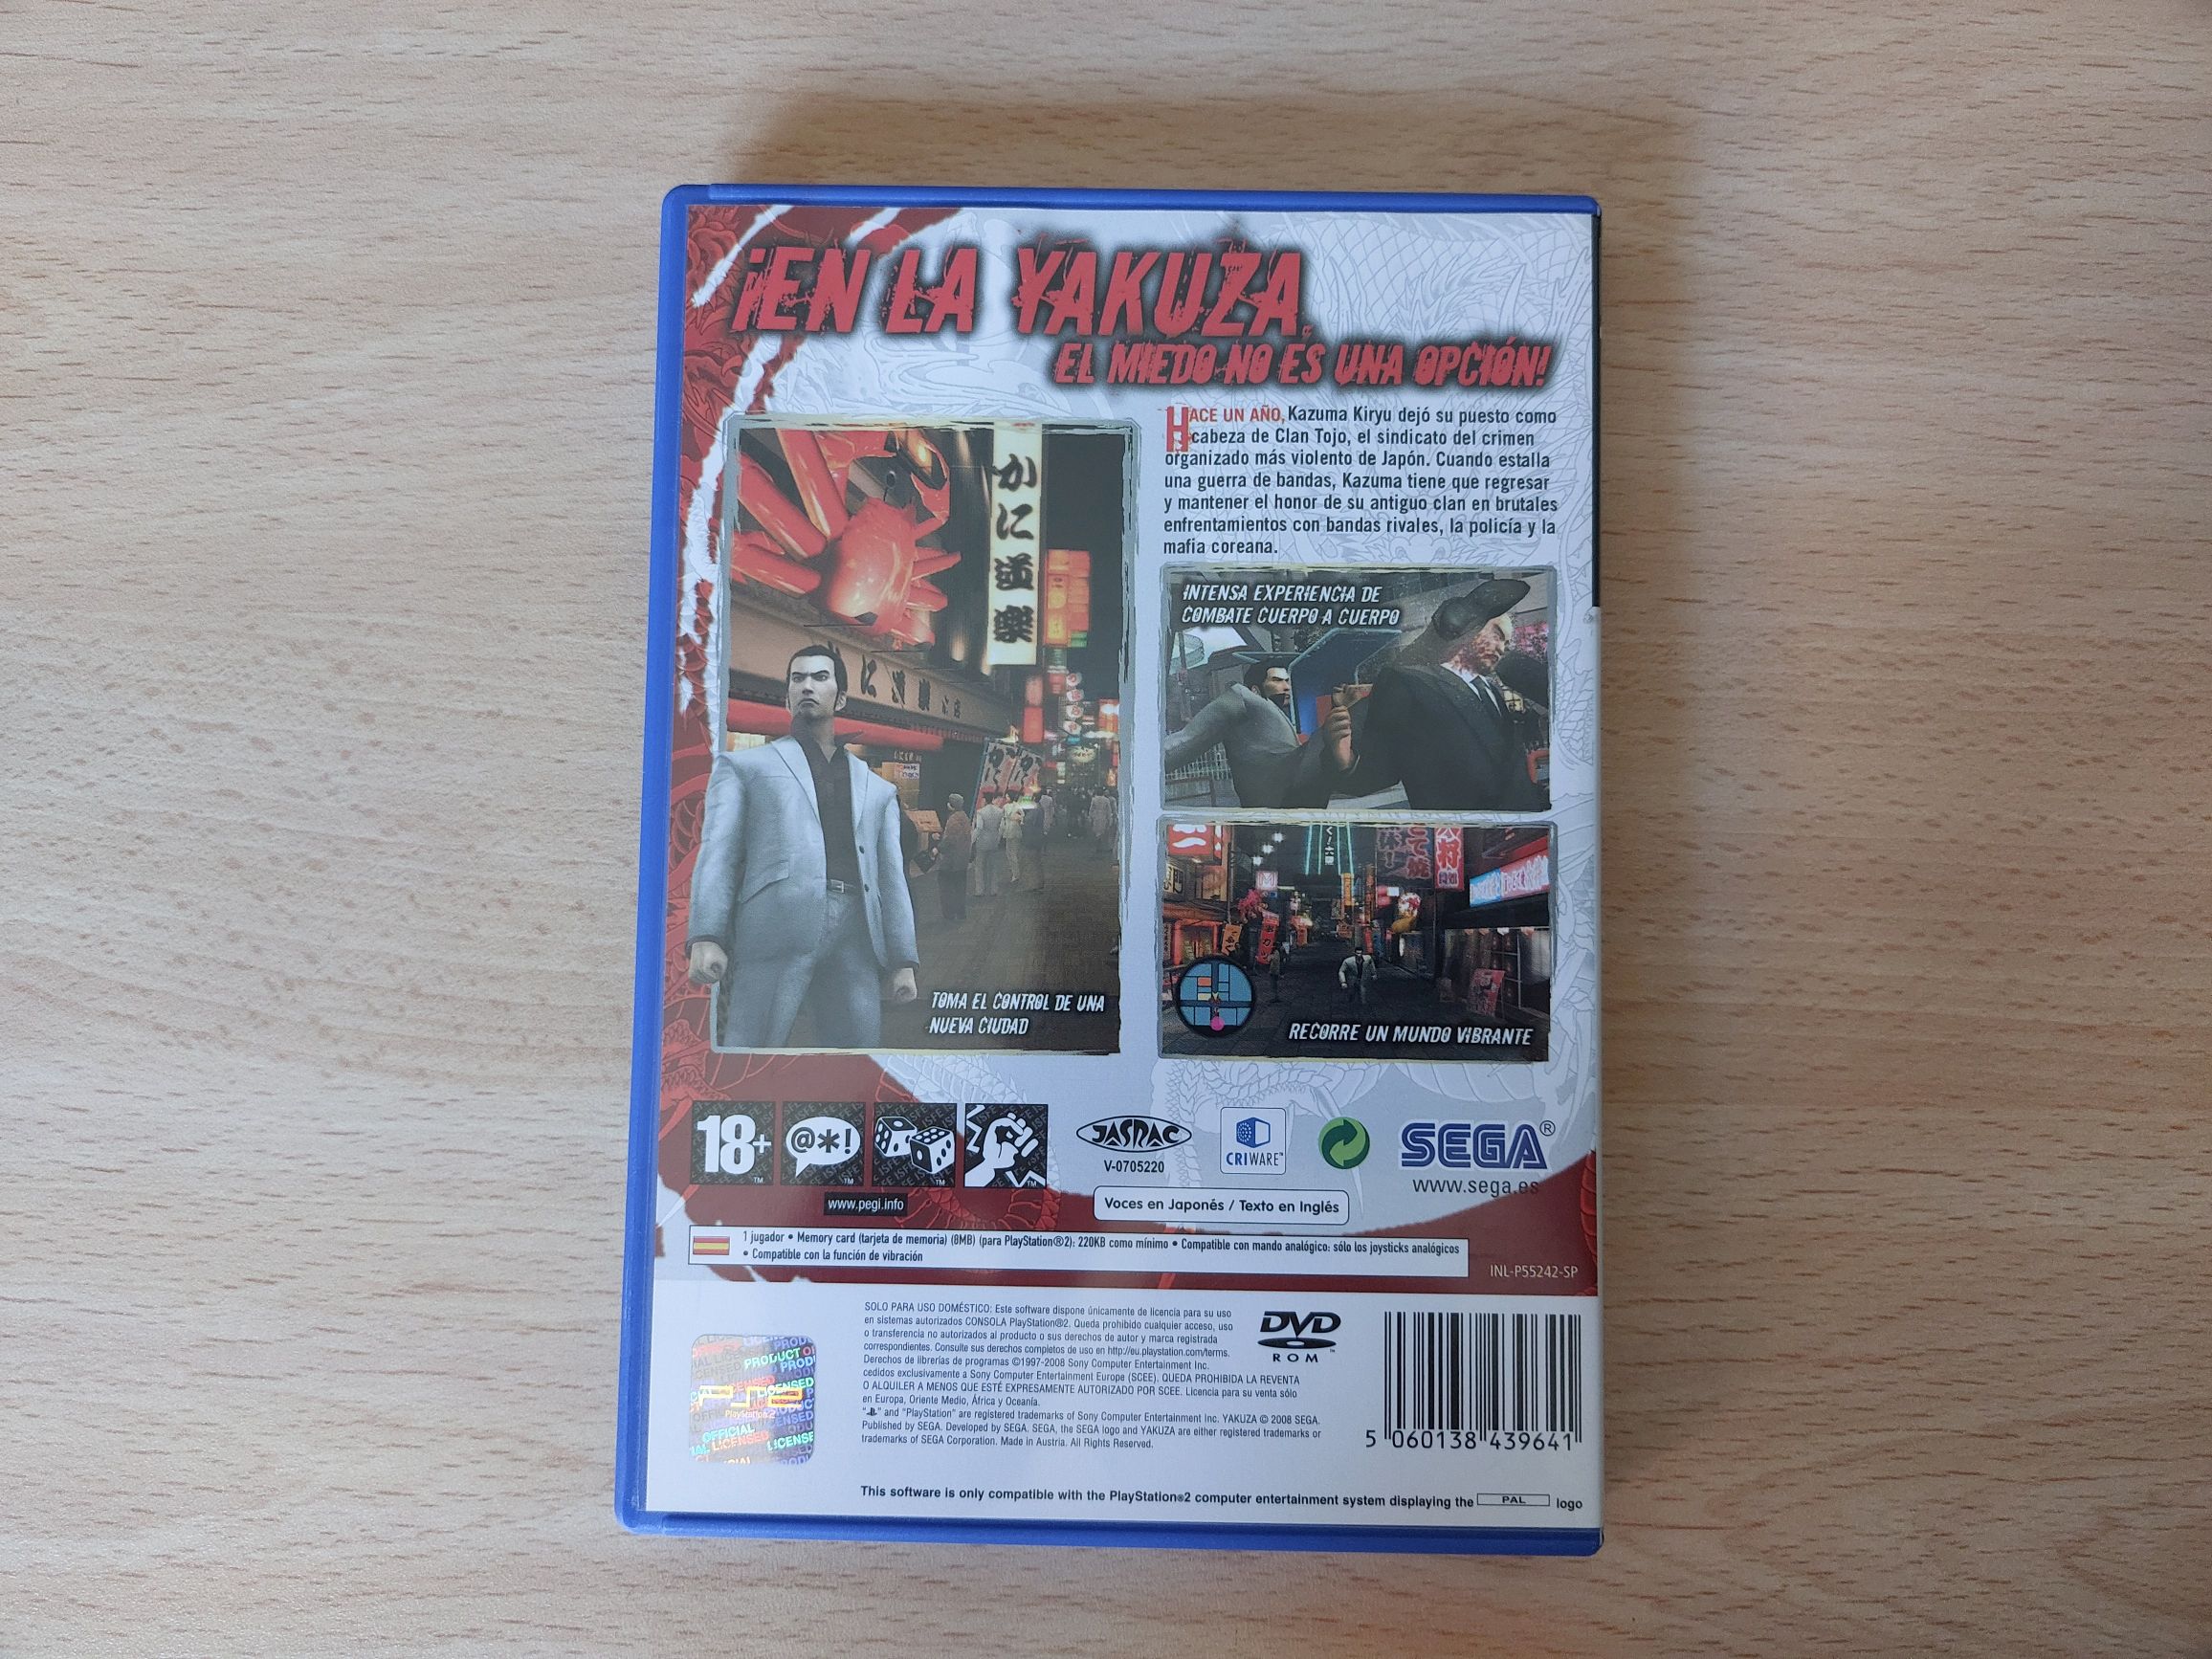 ¡EN LA YAKUZA,
EL MIEDO NO ES UNA OPCIÓN!
HACE UN AÑO, Kazuma Kiryu dejó su puesto como
cabeza de Clan Tojo, el sindicato del crimen
organizado más violento de Japón. Cuando estalla
una guerra de bandas, Kazuma tiene que regresar
y mantener el honor de su antiguo clan en brutales
enfrentamientos con bandas rivales, la policía y la
mafia coreana.
かに道楽
かに道楽
TOMA EL CONTROL DE UNA
NUEVA CIUDAD
INTENSA EXPERIENCIA DE
COMBATE CUERPO A CUERPO
RECORRE UN MUNDO VIBRANTE
18+
@*!
www.pegi.info
JASRAC
V-0705220
CRIWARE™
SEGA®
www.sega.es
Voces en Japonés / Texto en Inglés
1 jugador • Memory card (tarjeta de memoria) (8MB) (para PlayStation®2): 220KB como mínimo • Compatible con mando analógico: sólo los joysticks analógicos
• Compatible con la función de vibración
INL-P55242-SP
SOLO PARA USO DOMÉSTICO: Este software dispone únicamente de licencia para su uso
en sistemas autorizados CONSOLA PlayStation®2. Queda prohibido cualquier acceso, uso
o transferencia no autorizados al producto o sus derechos de autor y marca registrada
correspondientes. Consulte sus derechos completos de uso en http://eu.playstation.com/terms.
Derechos de librerías de programas ©1997-2008 Sony Computer Entertainment Inc.
cedidos exclusivamente a Sony Computer Entertainment Europe (SCEE). QUEDA PROHIBIDA LA REVENTA
O ALQUILER A MENOS QUE ESTÉ EXPRESAMENTE AUTORIZADO POR SCEE. Licencia para su venta sólo
en Europa, Oriente Medio, África y Oceanía.
" " and "PlayStation" are registered trademarks of Sony Computer Entertainment Inc. YAKUZA © 2008 SEGA.
Published by SEGA. Developed by SEGA. SEGA, the SEGA logo and YAKUZA are either registered trademarks or
trademarks of SEGA Corporation. Made in Austria. All Rights Reserved.
DVD
ROM
5 060138 439641
PS2
PlayStation 2
OFFICIAL
LICENSED
PRODUCT
This software is only compatible with the PlayStation®2 computer entertainment system displaying the PAL logo